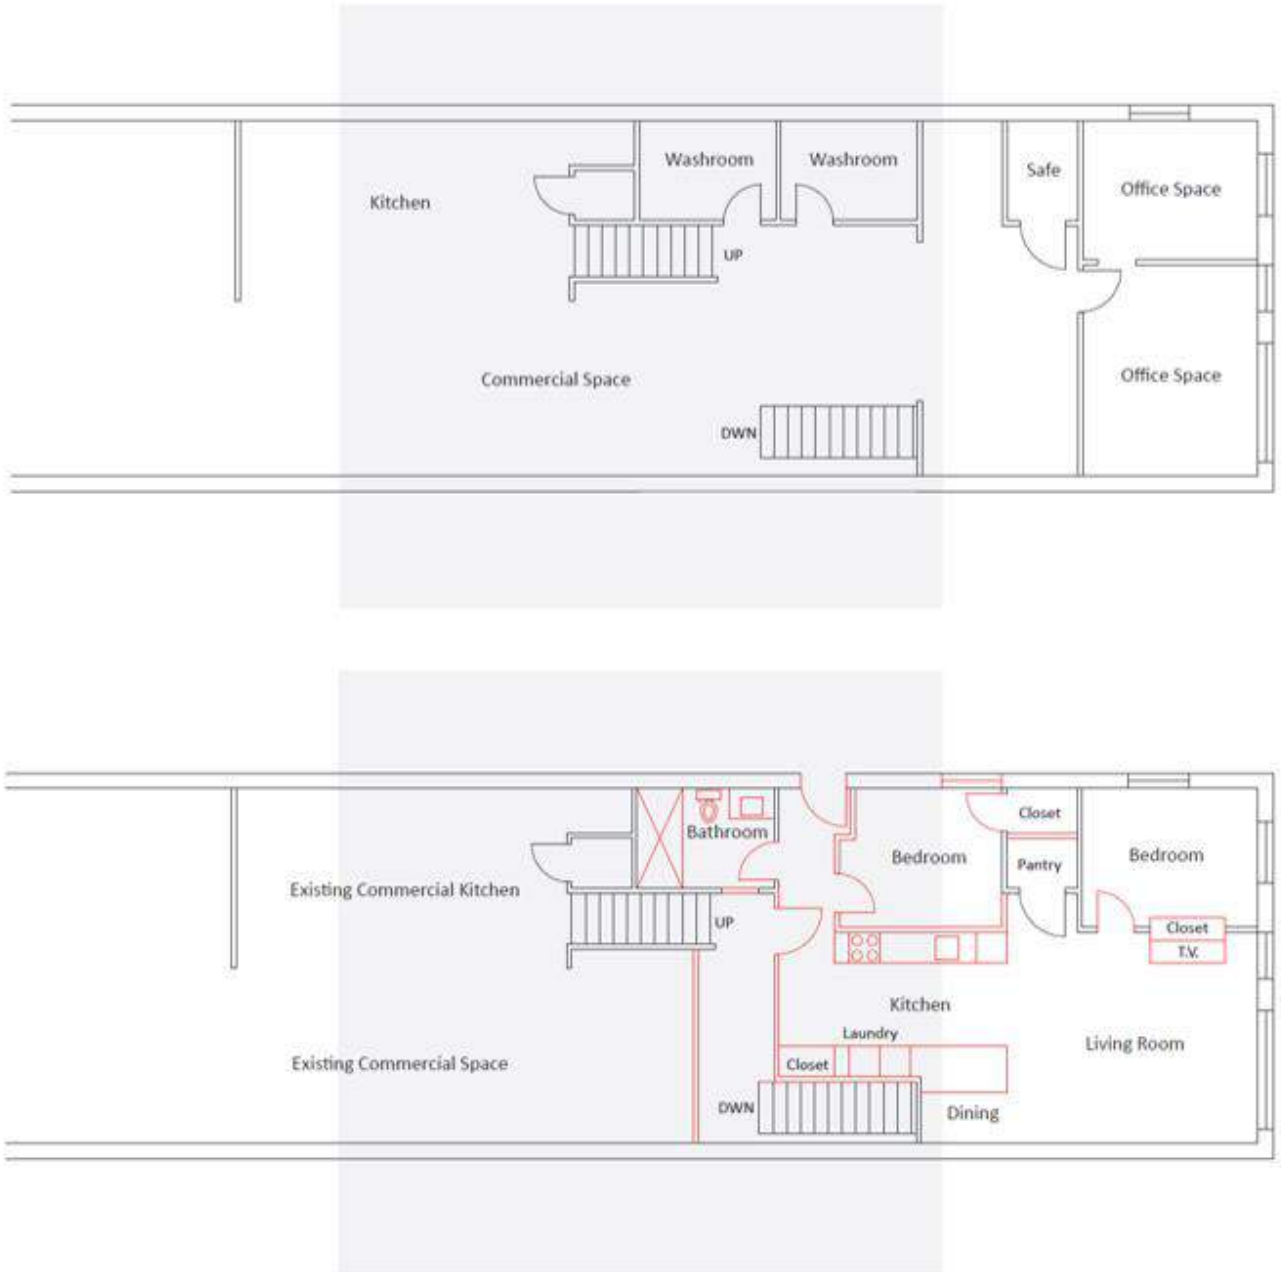 Washroom
Washroom
Safe
Office Space
Kitchen
UP
Commercial Space
Office Space
DWN
Closet
Bathroom
Bedroom
Pantry
Bedroom
Existing Commercial Kitchen
UP
Closet
T.V.
Kitchen
Laundry
Living Room
Existing Commercial Space
Closet
DWN
Dining